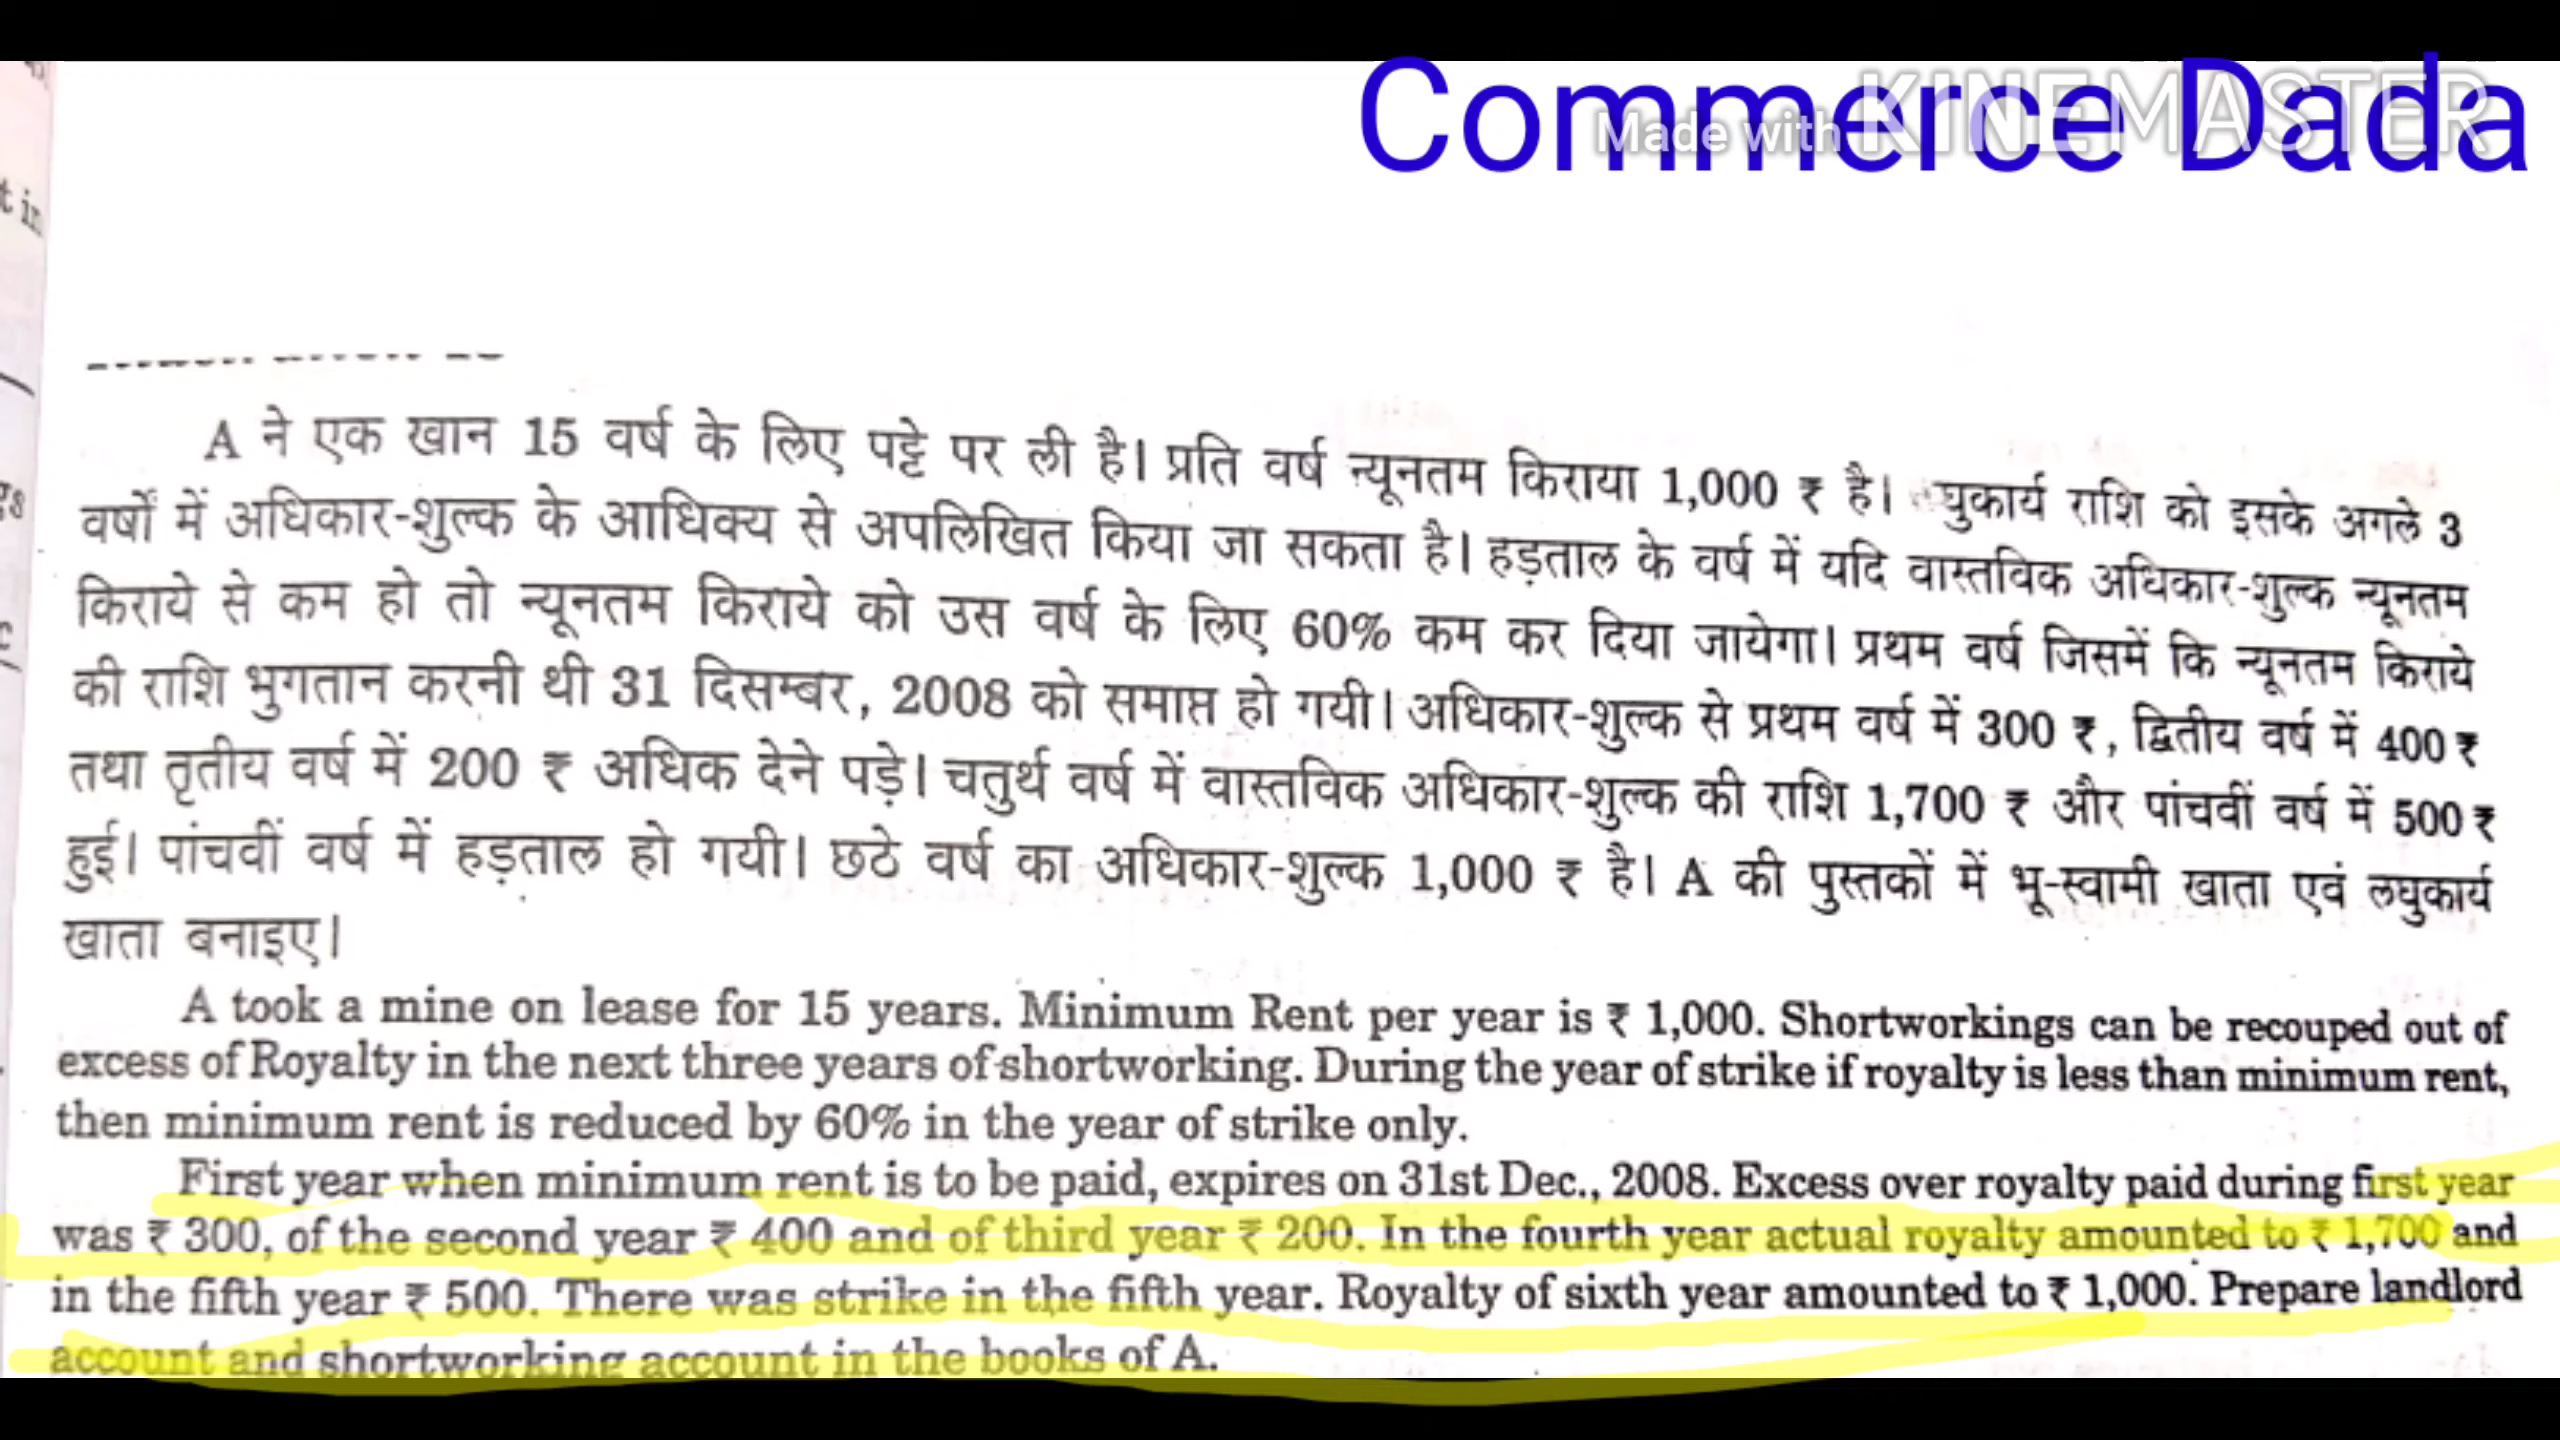 Commerce Dada
Made with KINEMASTER
t in
A ने एक खान 15 वर्ष के लिए पट्टे पर ली है। प्रति वर्ष न्यूनतम किराया 1,000 ₹ है। घुकार्य राशि को इसके अगले 3
वर्षों में अधिकार-शुल्क के आधिक्य से अपलिखित किया जा सकता है। हड़ताल के वर्ष में यदि वास्तविक अधिकार-शुल्क न्यूनतम
किराये से कम हो तो न्यूनतम किराये को उस वर्ष के लिए 60% कम कर दिया जायेगा। प्रथम वर्ष जिसमें कि न्यूनतम किराये
की राशि भुगतान करनी थी 31 दिसम्बर, 2008 को समाप्त हो गयी। अधिकार-शुल्क से प्रथम वर्ष में 300 ₹, द्वितीय वर्ष में 400 ₹
तथा तृतीय वर्ष में 200 ₹ अधिक देने पड़े। चतुर्थ वर्ष में वास्तविक अधिकार-शुल्क की राशि 1,700 ₹ और पांचवीं वर्ष में 500 ₹
हुई। पांचवीं वर्ष में हड़ताल हो गयी। छठे वर्ष का अधिकार-शुल्क 1,000 ₹ है। A की पुस्तकों में भू-स्वामी खाता एवं लघुकार्य
खाता बनाइए।
A took a mine on lease for 15 years. Minimum Rent per year is ₹ 1,000. Shortworkings can be recouped out of
excess of Royalty in the next three years of shortworking. During the year of strike if royalty is less than minimum rent,
then minimum rent is reduced by 60% in the year of strike only.
First year when minimum rent is to be paid, expires on 31st Dec., 2008. Excess over royalty paid during first year
was ₹ 300, of the second year ₹ 400 and of third year ₹ 200. In the fourth year actual royalty amounted to ₹ 1,700 and
in the fifth year ₹ 500. There was strike in the fifth year. Royalty of sixth year amounted to ₹ 1,000. Prepare landlord
account and shortworking account in the books of A.